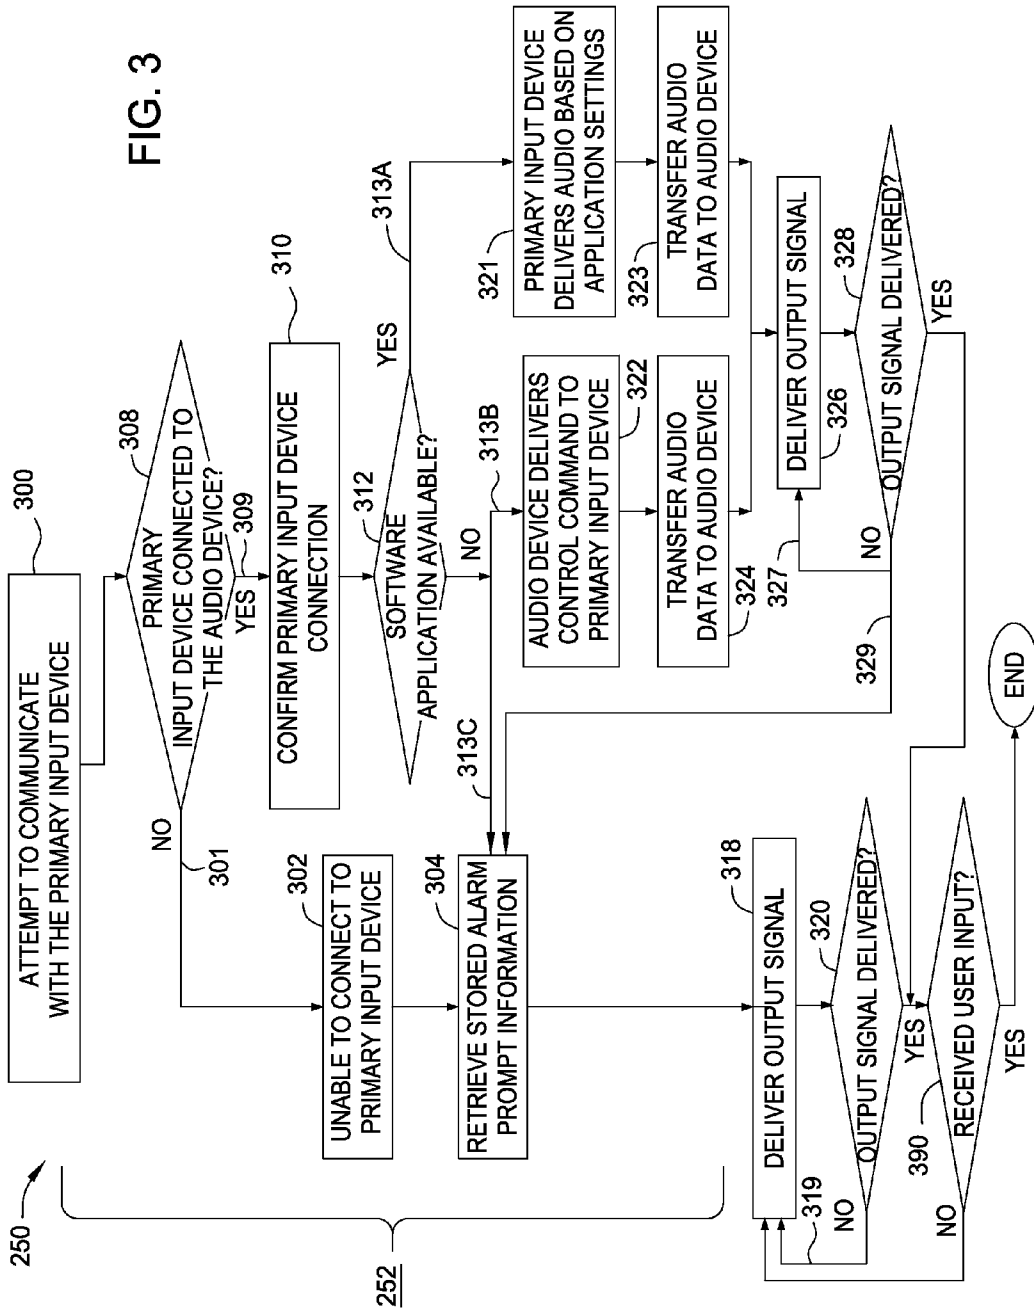 FIG. 3
250
252
300
ATTEMPT TO COMMUNICATE
WITH THE PRIMARY INPUT DEVICE
308
PRIMARY
INPUT DEVICE CONNECTED TO
THE AUDIO DEVICE?
NO
301
YES
309
310
CONFIRM PRIMARY INPUT DEVICE
CONNECTION
302
UNABLE TO CONNECT TO
PRIMARY INPUT DEVICE
312
SOFTWARE
APPLICATION AVAILABLE?
YES
313A
NO
313B
313C
304
RETRIEVE STORED ALARM
PROMPT INFORMATION
AUDIO DEVICE DELIVERS
CONTROL COMMAND TO
PRIMARY INPUT DEVICE
322
321
PRIMARY INPUT DEVICE
DELIVERS AUDIO BASED ON
APPLICATION SETTINGS
TRANSFER AUDIO
DATA TO AUDIO DEVICE
324
323
TRANSFER AUDIO
DATA TO AUDIO DEVICE
DELIVER OUTPUT SIGNAL
326
327
328
OUTPUT SIGNAL DELIVERED?
NO
329
YES
DELIVER OUTPUT SIGNAL
318
OUTPUT SIGNAL DELIVERED?
320
NO
319
YES
RECEIVED USER INPUT?
390
NO
YES
END